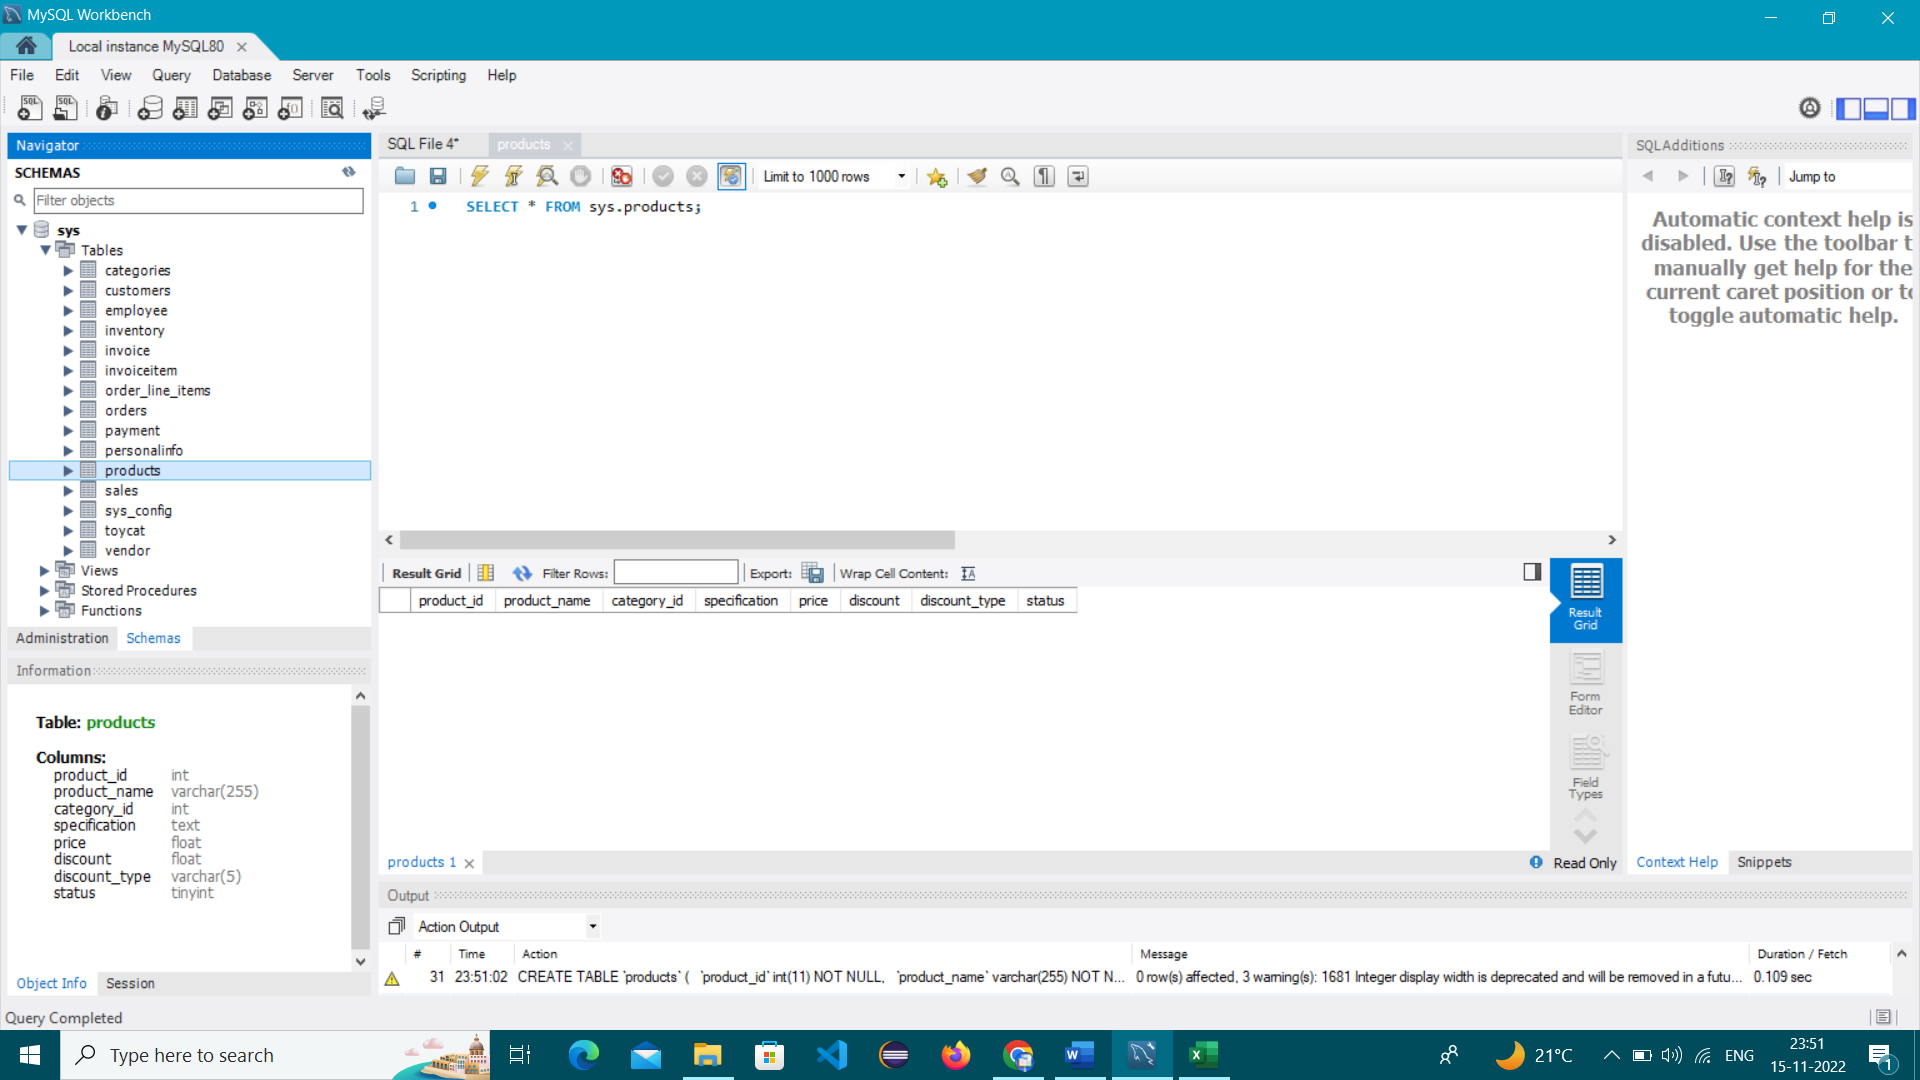 MySQL Workbench
Local instance MySQL80
File Edit View Query Database Server Tools Scripting Help
Navigator
SCHEMAS
Filter objects
sys
Tables
categories
customers
employee
inventory
invoice
invoiceitem
order_line_items
orders
payment
personalinfo
products
sales
sys_config
toycat
vendor
Views
Stored Procedures
Functions
Administration Schemas
Information
Table: products
Columns:
product_id int
product_name varchar(255)
category_id int
specification text
price float
discount float
discount_type varchar(5)
status tinyint
Object Info Session
Query Completed
SQL File 4* products
Limit to 1000 rows
1 SELECT * FROM sys.products;
Result Grid Filter Rows: Export: Wrap Cell Content:
product_id product_name category_id specification price discount discount_type status
Result Grid
Form Editor
Field Types
products 1
Read Only
Output
Action Output
# Time Action Message Duration / Fetch
31 23:51:02 CREATE TABLE `products` ( `product_id` int(11) NOT NULL, `product_name` varchar(255) NOT N... 0 row(s) affected, 3 warning(s): 1681 Integer display width is deprecated and will be removed in a futu... 0.109 sec
SQLAdditions
Jump to
Automatic context help is
disabled. Use the toolbar t
manually get help for the
current caret position or to
toggle automatic help.
Context Help Snippets
Type here to search
21°C
ENG
23:51
15-11-2022
1